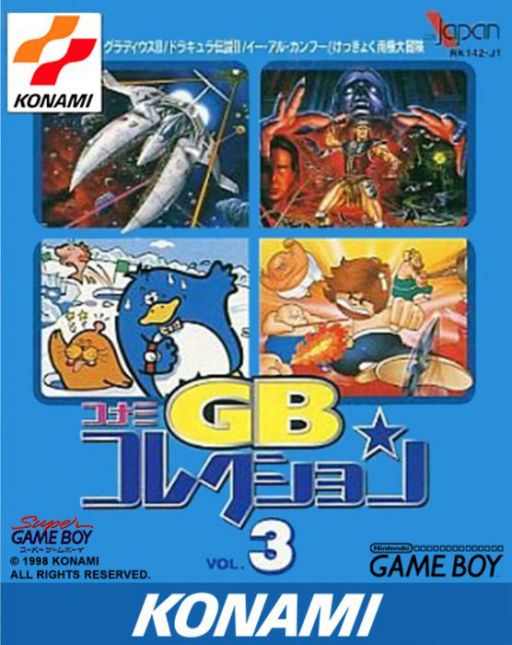 KONAMI
Japan
RK142-J1
グラディウスII/ドラキュラ伝説II/イー・アル・カンフー/けっきょく南極大冒険
コナミ
GB
コレクション
VOL. 3
Super
GAME BOY
スーパーゲームボーイ
© 1998 KONAMI
ALL RIGHTS RESERVED.
Nintendo
GAME BOY
KONAMI